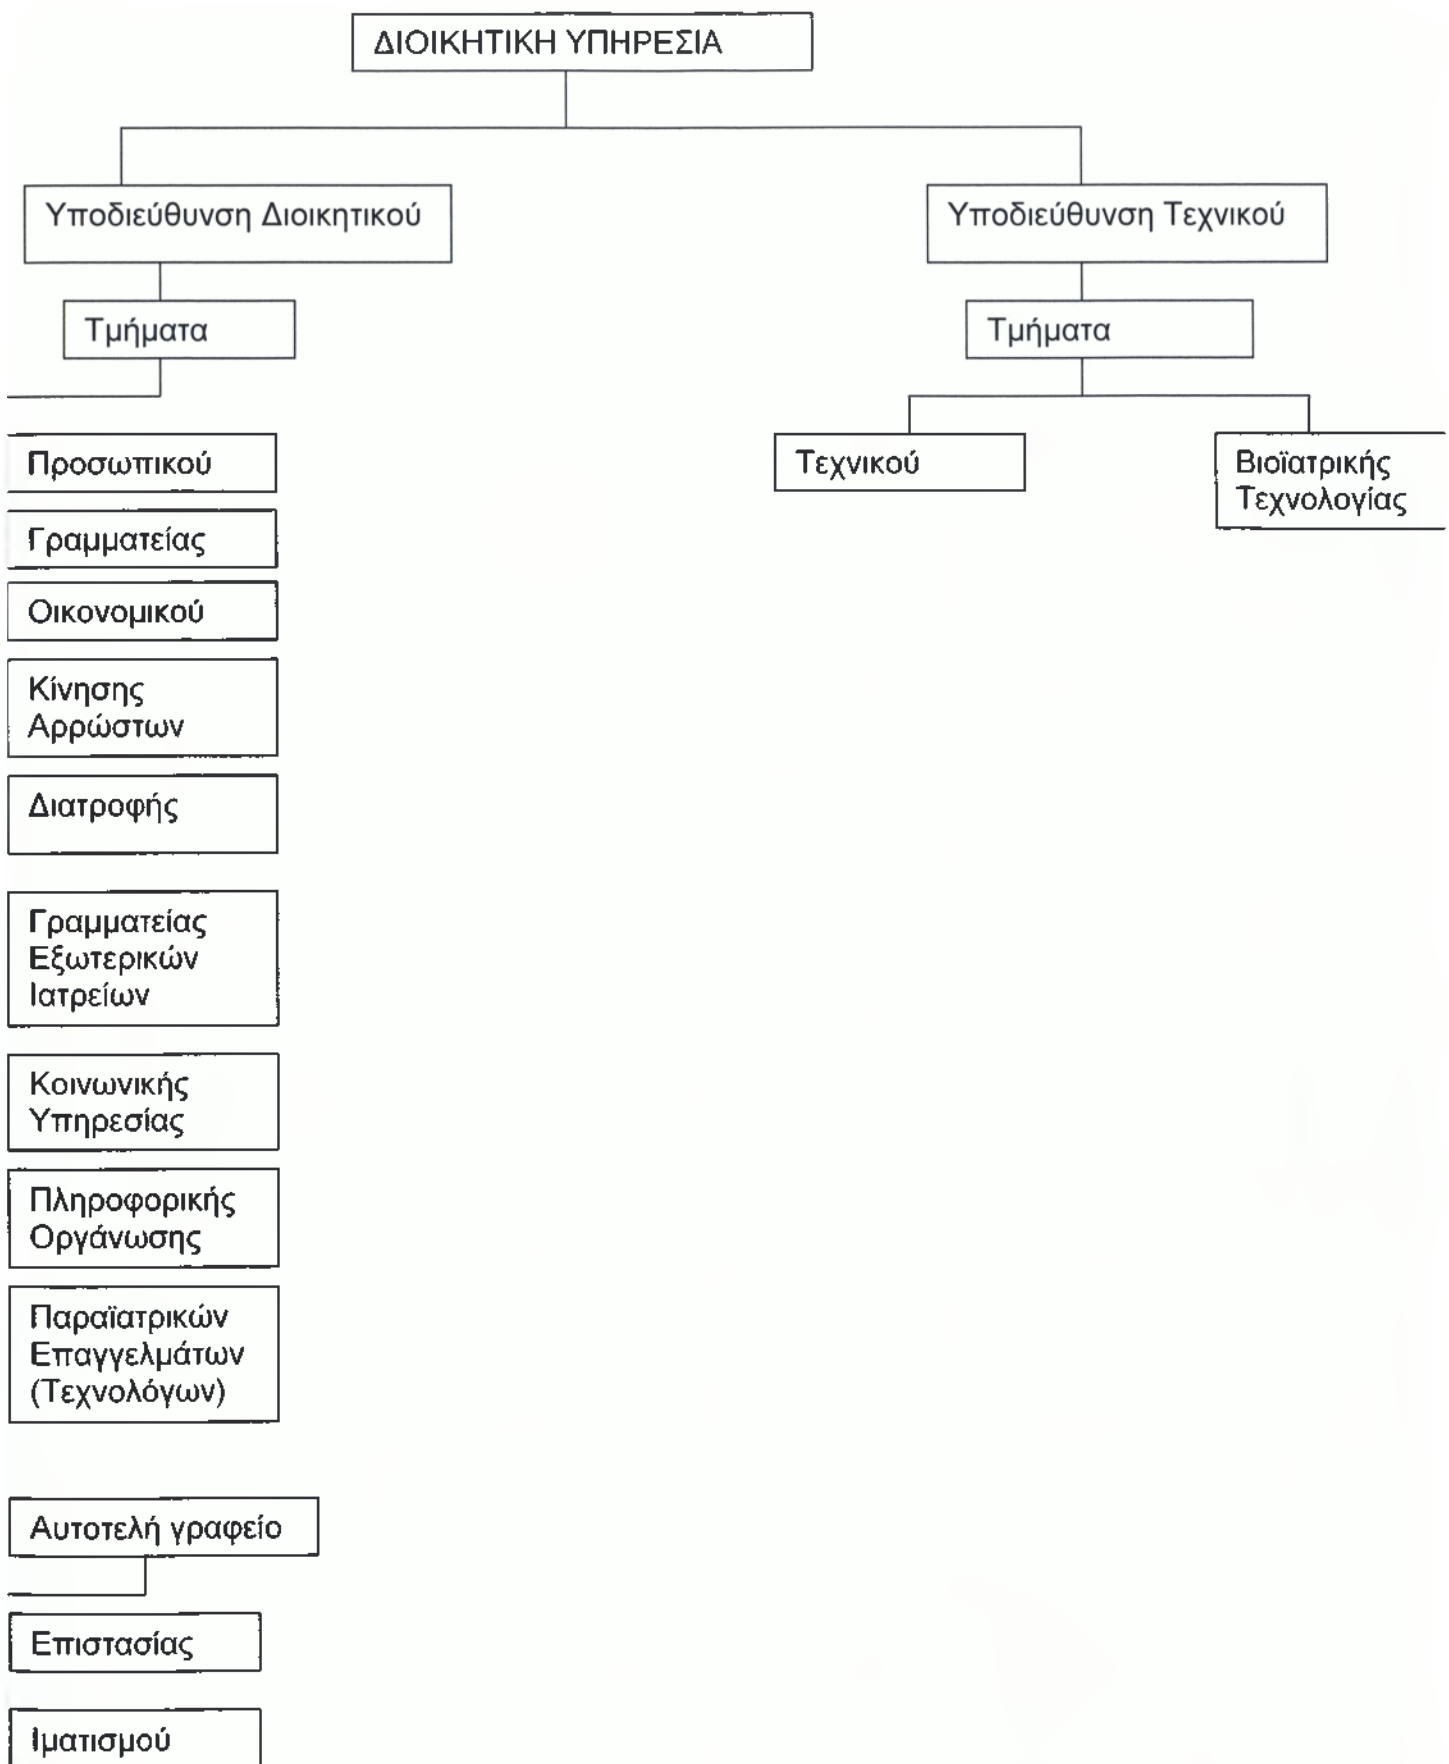 ΔΙΟΙΚΗΤΙΚΗ ΥΠΗΡΕΣΙΑ
Υποδιεύθυνση Διοικητικού
Υποδιεύθυνση Τεχνικού
Τμήματα
Τμήματα
Προσωπικού
Τεχνικού
Βιοϊατρικής
Τεχνολογίας
Γραμματείας
Οικονομικού
Κίνησης
Αρρώστων
Διατροφής
Γραμματείας
Εξωτερικών
Ιατρείων
Κοινωνικής
Υπηρεσίας
Πληροφορικής
Οργάνωσης
Παραϊατρικών
Επαγγελμάτων
(Τεχνολόγων)
Αυτοτελή γραφείο
Επιστασίας
Ιματισμού